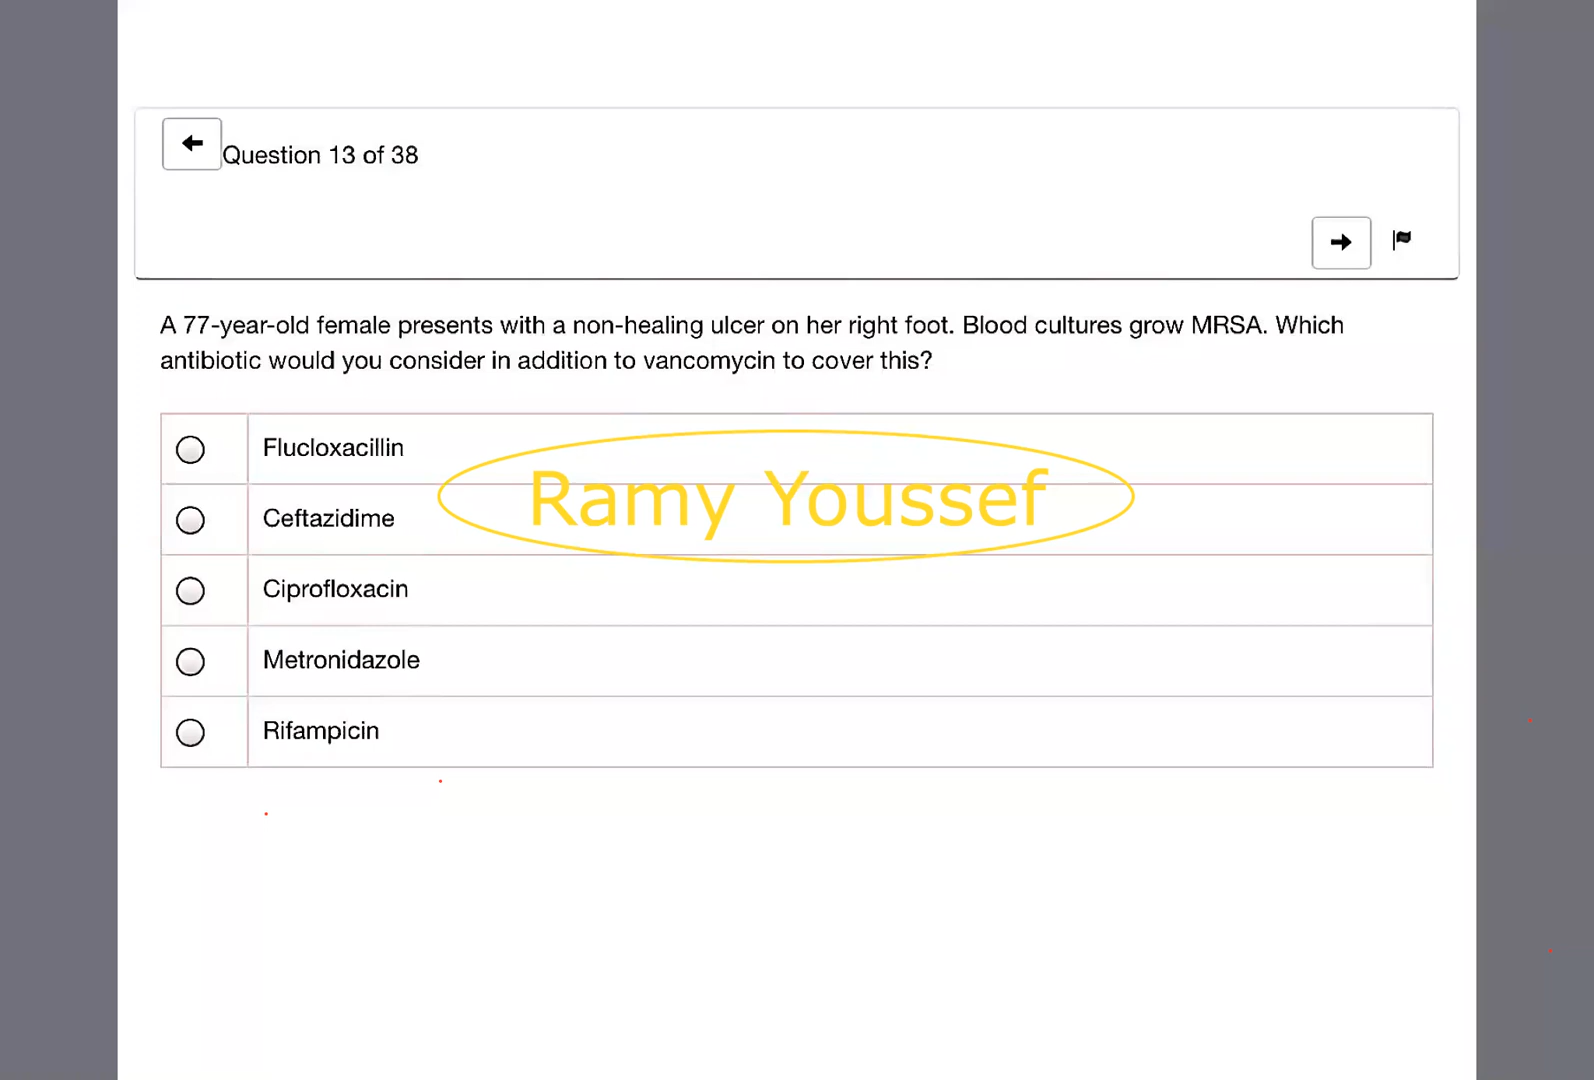 Question 13 of 38
A 77-year-old female presents with a non-healing ulcer on her right foot. Blood cultures grow MRSA. Which
antibiotic would you consider in addition to vancomycin to cover this?
Flucloxacillin
Ramy Youssef
Ceftazidime
Ciprofloxacin
Metronidazole
Rifampicin